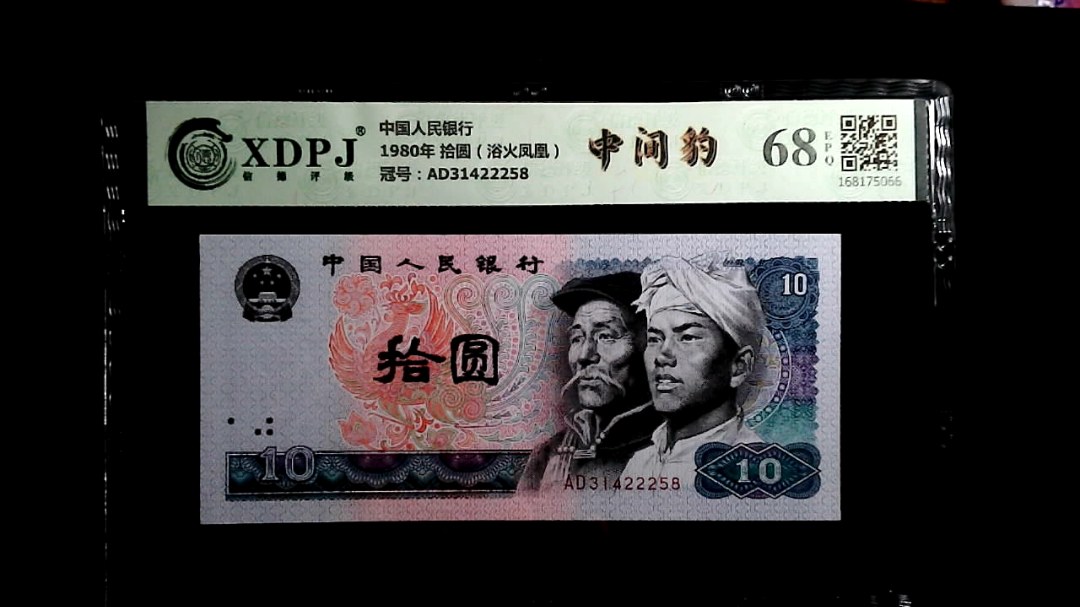 XDPJ®
信德评级
中国人民银行
1980年 拾圆（浴火凤凰）
冠号：AD31422258
中间豹
68
EPQ
168175066
中国人民银行
10
拾圆
10
AD31422258
10